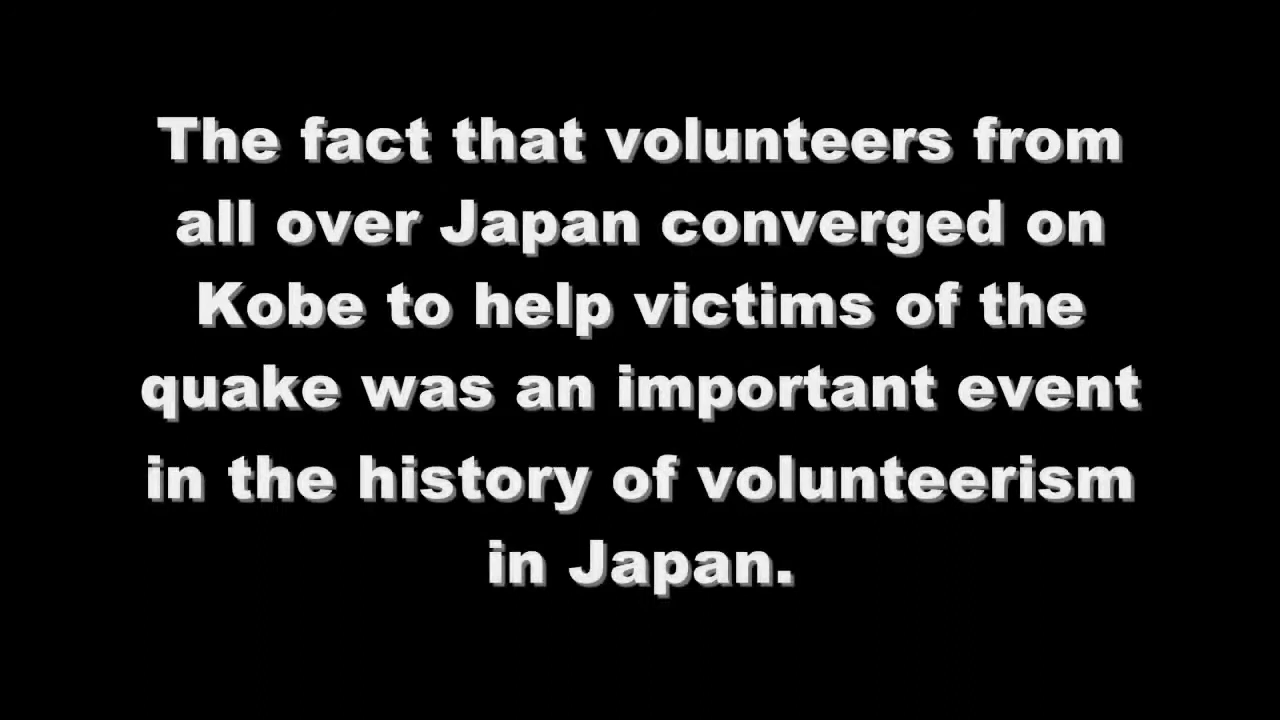 The fact that volunteers from
all over Japan converged on
Kobe to help victims of the
quake was an important event
in the history of volunteerism
in Japan.